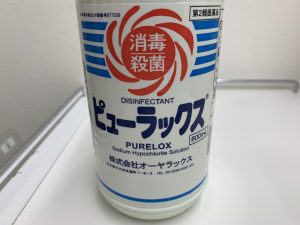 第2類医薬品
消毒
殺菌
DISINFECTANT
ピューラックス®
600mL
PURELOX
Sodium Hypochlorite Solution
株式会社オーヤラックス